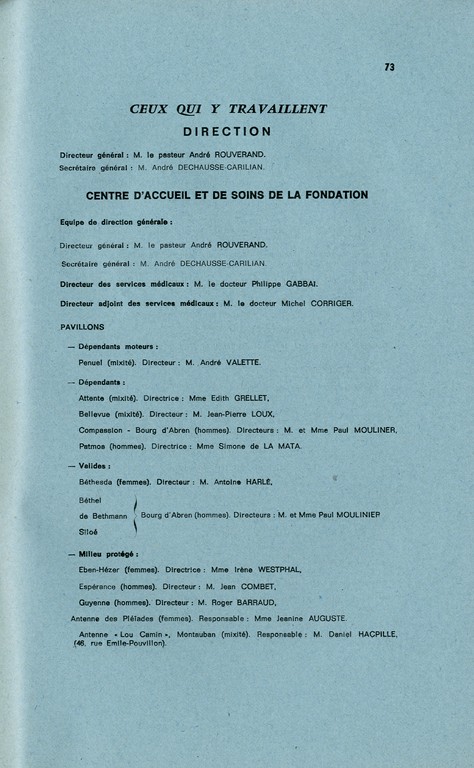 73
CEUX QUI Y TRAVAILLENT
DIRECTION
Directeur général : M. le pasteur André ROUVERAND.
Secrétaire général : M. André DECHAUSSE-CARILIAN.
CENTRE D'ACCUEIL ET DE SOINS DE LA FONDATION
Equipe de direction générale :
Directeur général : M. le pasteur André ROUVERAND.
Secrétaire général : M. André DECHAUSSE-CARILIAN.
Directeur des services médicaux : M. le docteur Philippe GABBAI.
Directeur adjoint des services médicaux : M. le docteur Michel CORRIGER.
PAVILLONS
— Dépendants moteurs :
Penuel (mixité). Directeur : M. André VALETTE.
— Dépendants :
Attente (mixité). Directrice : Mme Edith GRELLET,
Bellevue (mixité). Directeur : M. Jean-Pierre LOUX,
Compassion - Bourg d'Abren (hommes). Directeurs : M. et Mme Paul MOULINER,
Patmos (hommes). Directrice : Mme Simone de LA MATA.
— Valides :
Béthesda (femmes). Directeur : M. Antoine HARLÉ,
Béthel
de Bethmann Bourg d'Abren (hommes). Directeurs : M. et Mme Paul MOULINIER
Siloé
— Milieu protégé :
Eben-Hézer (femmes). Directrice : Mme Irène WESTPHAL,
Espérance (hommes). Directeur : M. Jean COMBET,
Guyenne (hommes). Directeur : M. Roger BARRAUD,
Antenne des Pléïades (femmes). Responsable : Mme Jeanine AUGUSTE.
Antenne « Lou Camin », Montauban (mixité). Responsable : M. Daniel HACPILLE,
(46, rue Emile-Pouvillon).